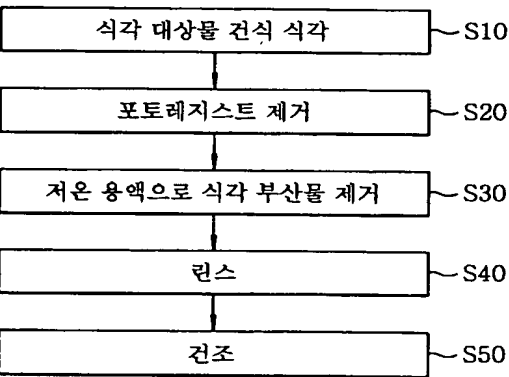 식각 대상물 건식 식각 S10
포토레지스트 제거 S20
저온 용액으로 식각 부산물 제거 S30
린스 S40
건조 S50